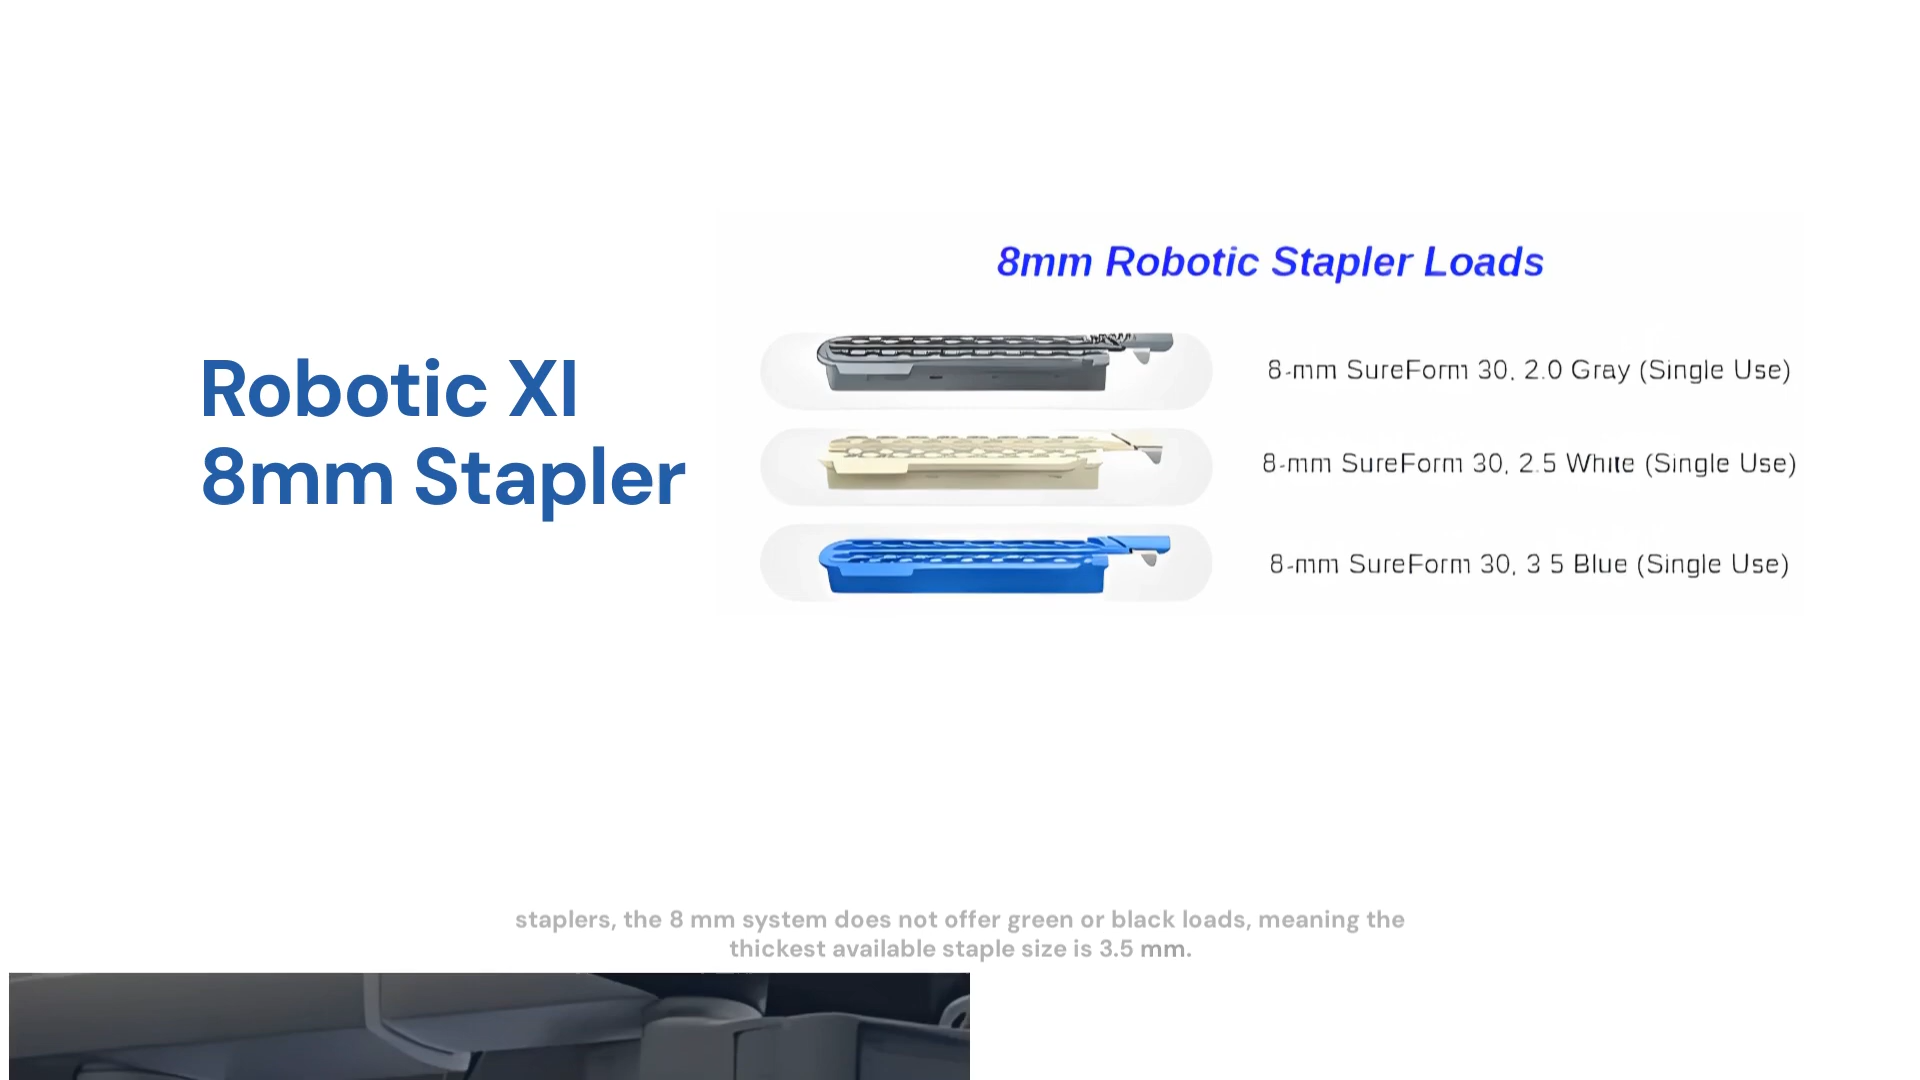 Robotic XI
8mm Stapler
8mm Robotic Stapler Loads
8-mm SureForm 30, 2.0 Gray (Single Use)
8-mm SureForm 30, 2.5 White (Single Use)
8-mm SureForm 30, 3 5 Blue (Single Use)
staplers, the 8 mm system does not offer green or black loads, meaning the
thickest available staple size is 3.5 mm.